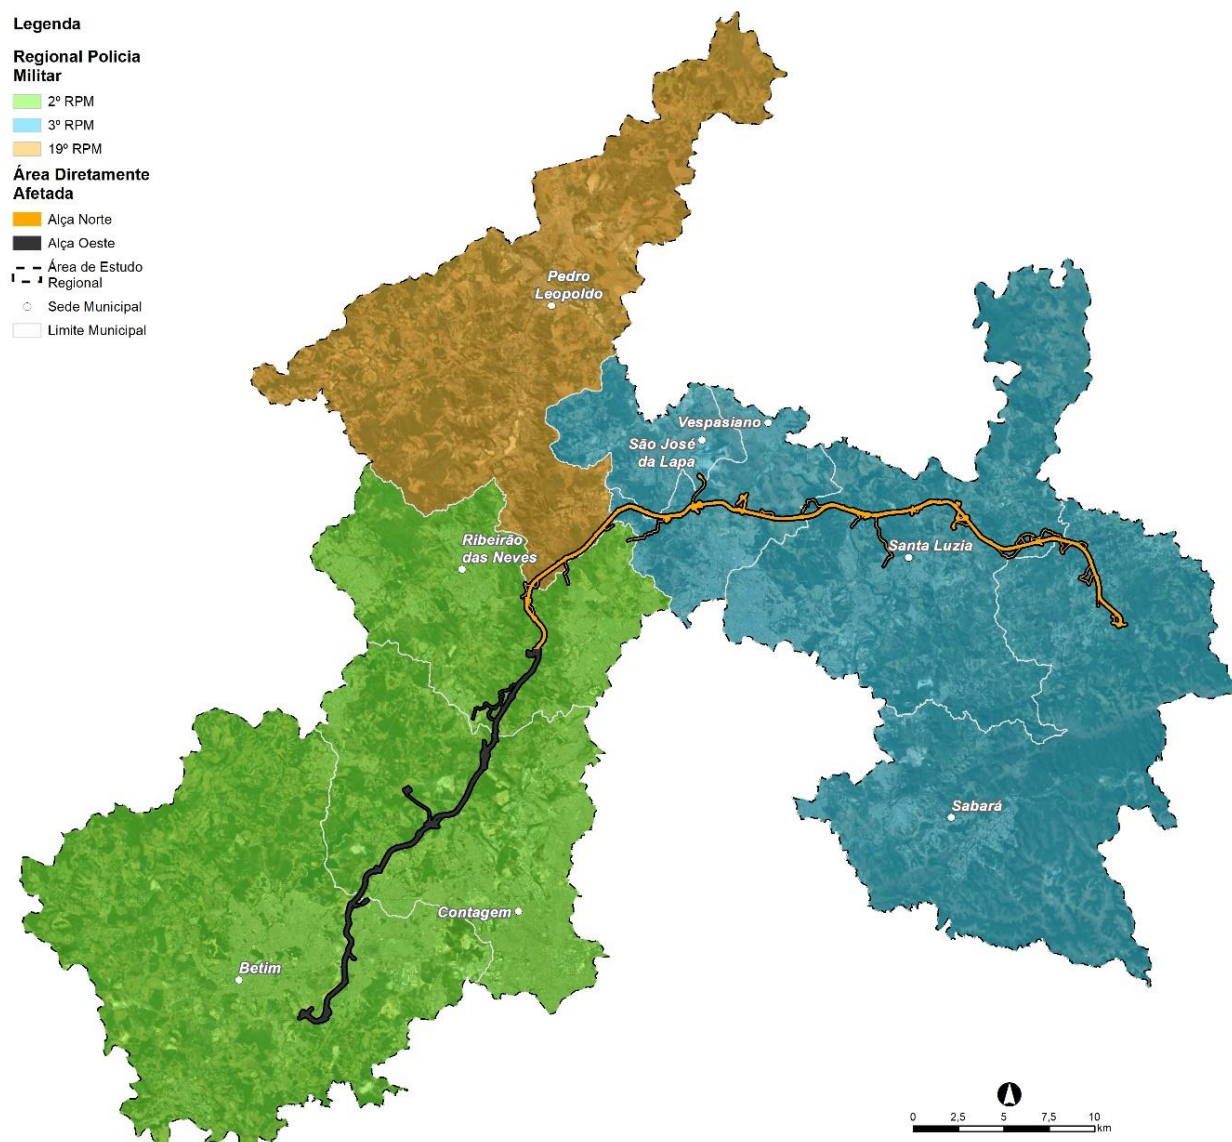 Legenda
Regional Policia
Militar
2º RPM
3º RPM
19º RPM
Área Diretamente
Afetada
Alça Norte
Alça Oeste
Área de Estudo
Regional
Sede Municipal
Limite Municipal
Pedro
Leopoldo
Vespasiano
São José
da Lapa
Ribeirão
das Neves
Santa Luzia
Sabará
Contagem
Betim
0 2,5 5 7,5 10
km